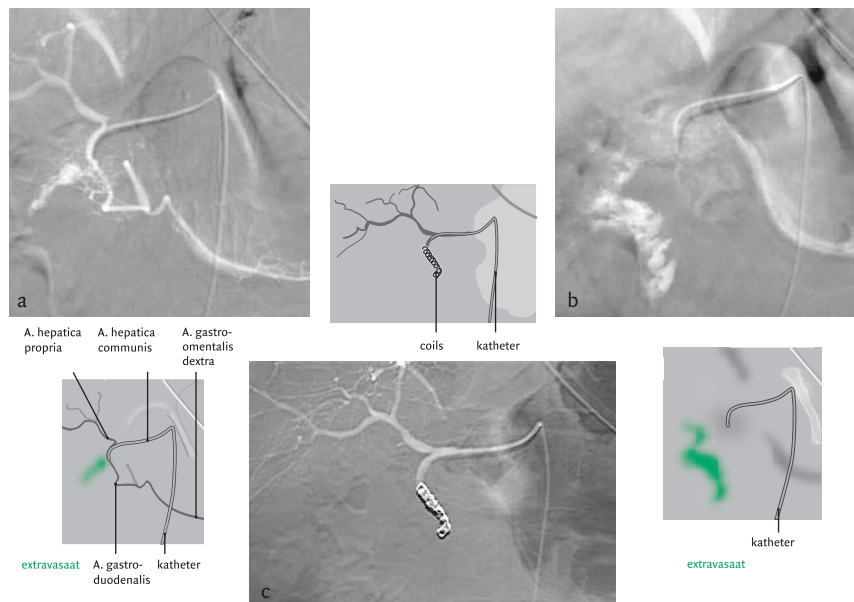 a
b
A. hepatica
propria
A. hepatica
communis
A. gastro-
omentalis
dextra
coils
katheter
extravasaat
A. gastro-
duodenalis
katheter
c
katheter
extravasaat